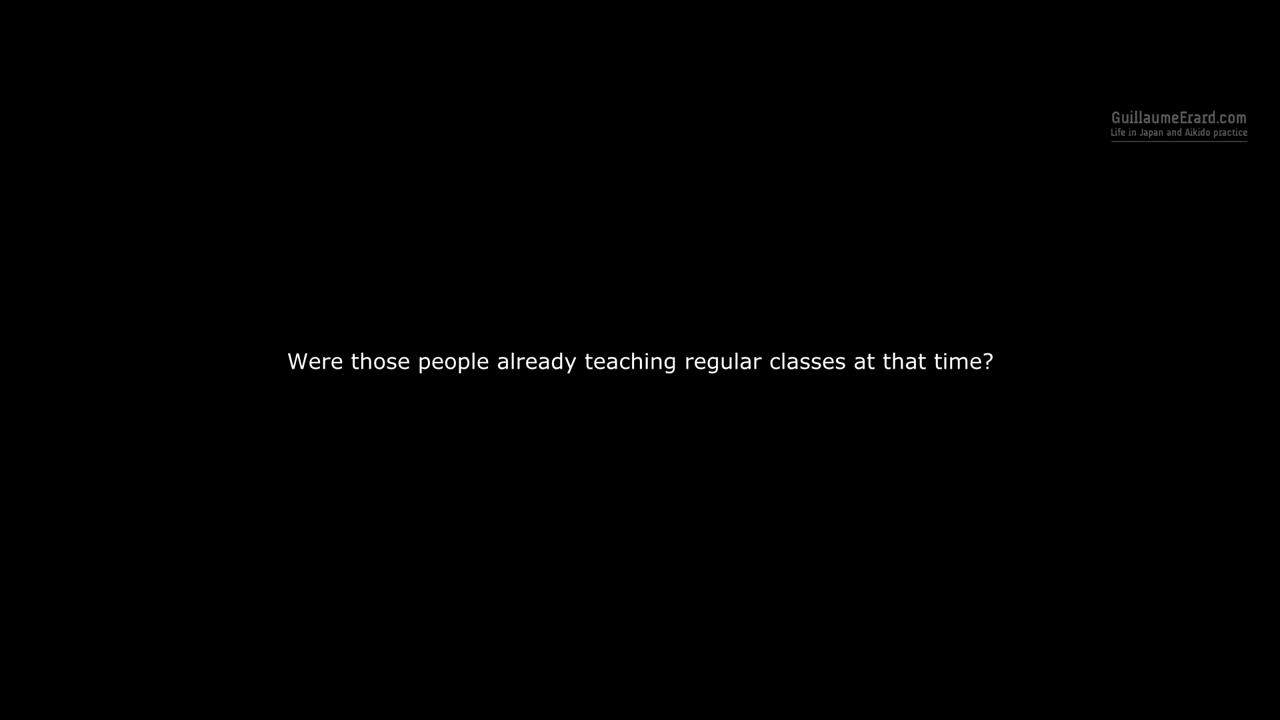 GuillaumeErard.com
Life in Japan and Aikido practice
Were those people already teaching regular classes at that time?